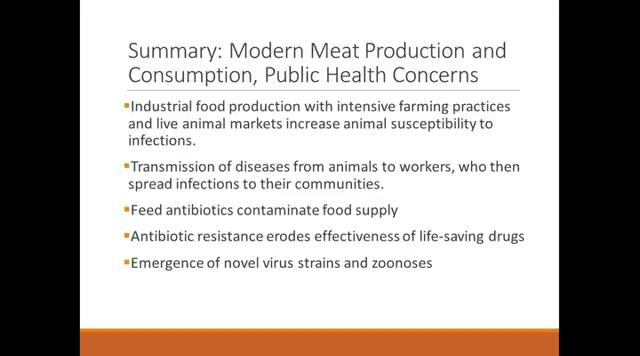 Summary: Modern Meat Production and
Consumption, Public Health Concerns
▪Industrial food production with intensive farming practices
and live animal markets increase animal susceptibility to
infections.
▪Transmission of diseases from animals to workers, who then
spread infections to their communities.
▪Feed antibiotics contaminate food supply
▪Antibiotic resistance erodes effectiveness of life-saving drugs
▪Emergence of novel virus strains and zoonoses